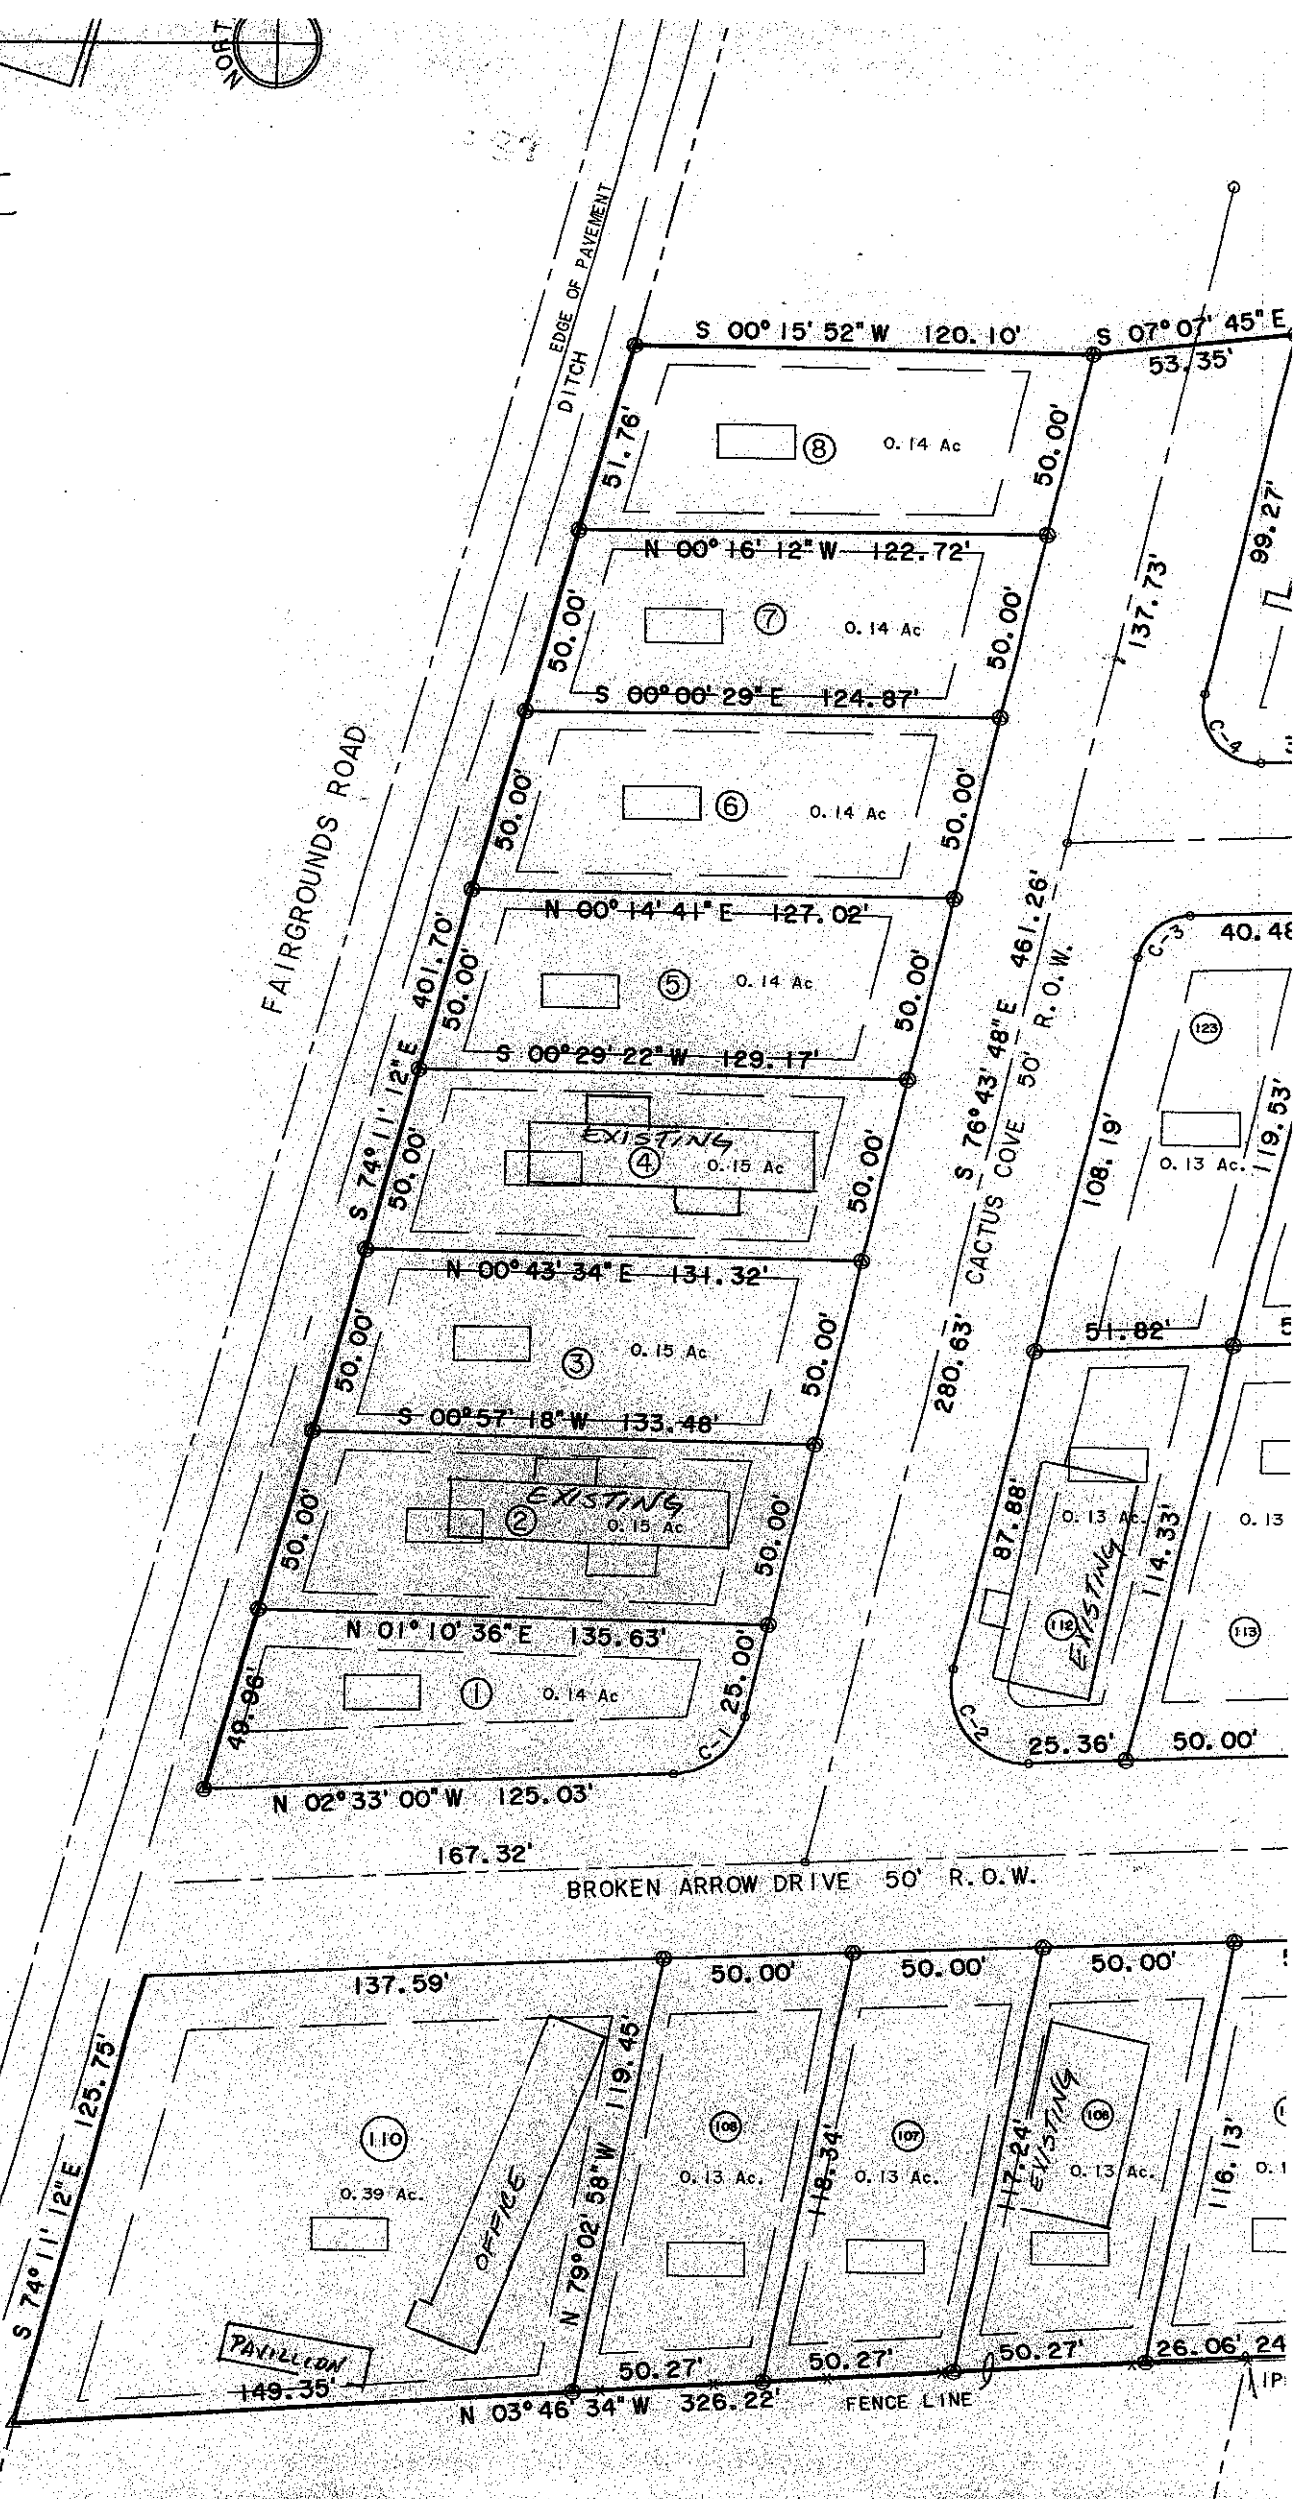 NORT
EDGE OF PAVEMENT
DITCH
S 00° 15' 52" W 120.10'
S 07° 07' 45" E
53.35'
51.76'
8
0.14 Ac
50.00'
99.27'
N 00° 16' 12" W 122.72'
137.73'
50.00'
7
0.14 Ac
50.00'
S 00° 00' 29" E 124.87'
C-4
FAIRGROUNDS ROAD
50.00'
6
0.14 Ac
50.00'
N 00° 14' 41" E 127.02'
C-3
40.48
S 74° 11' 12" E 401.70'
50.00'
5
0.14 Ac
50.00'
S 76° 43' 48" E 461.26'
CACTUS COVE 50' R.O.W.
123
0.13 Ac.
108.19'
119.53'
S 00° 29' 22" W 129.17'
50.00'
EXISTING
4
0.15 Ac
50.00'
N 00° 43' 34" E 131.32'
50.00'
3
0.15 Ac
50.00'
280.63'
51.82'
S 00° 57' 18" W 133.48'
50.00'
EXISTING
2
0.15 Ac
50.00'
87.88'
0.13 Ac.
EXISTING
112
114.33'
0.13
113
N 01° 10' 36" E 135.63'
49.96'
1
0.14 Ac
25.00'
C-1
C-2
25.36'
50.00'
N 02° 33' 00" W 125.03'
167.32'
BROKEN ARROW DRIVE 50' R.O.W.
137.59'
50.00'
50.00'
50.00'
S 74° 11' 12" E 125.75'
110
0.39 Ac.
OFFICE
PAVILLION
N 79° 02' 58" W 119.45'
108
0.13 Ac.
118.34'
107
0.13 Ac.
117.24'
EXISTING
106
0.13 Ac.
116.13'
0.1
149.35'
50.27'
50.27'
50.27'
26.06'
24
N 03° 46' 34" W 326.22'
FENCE LINE
IP